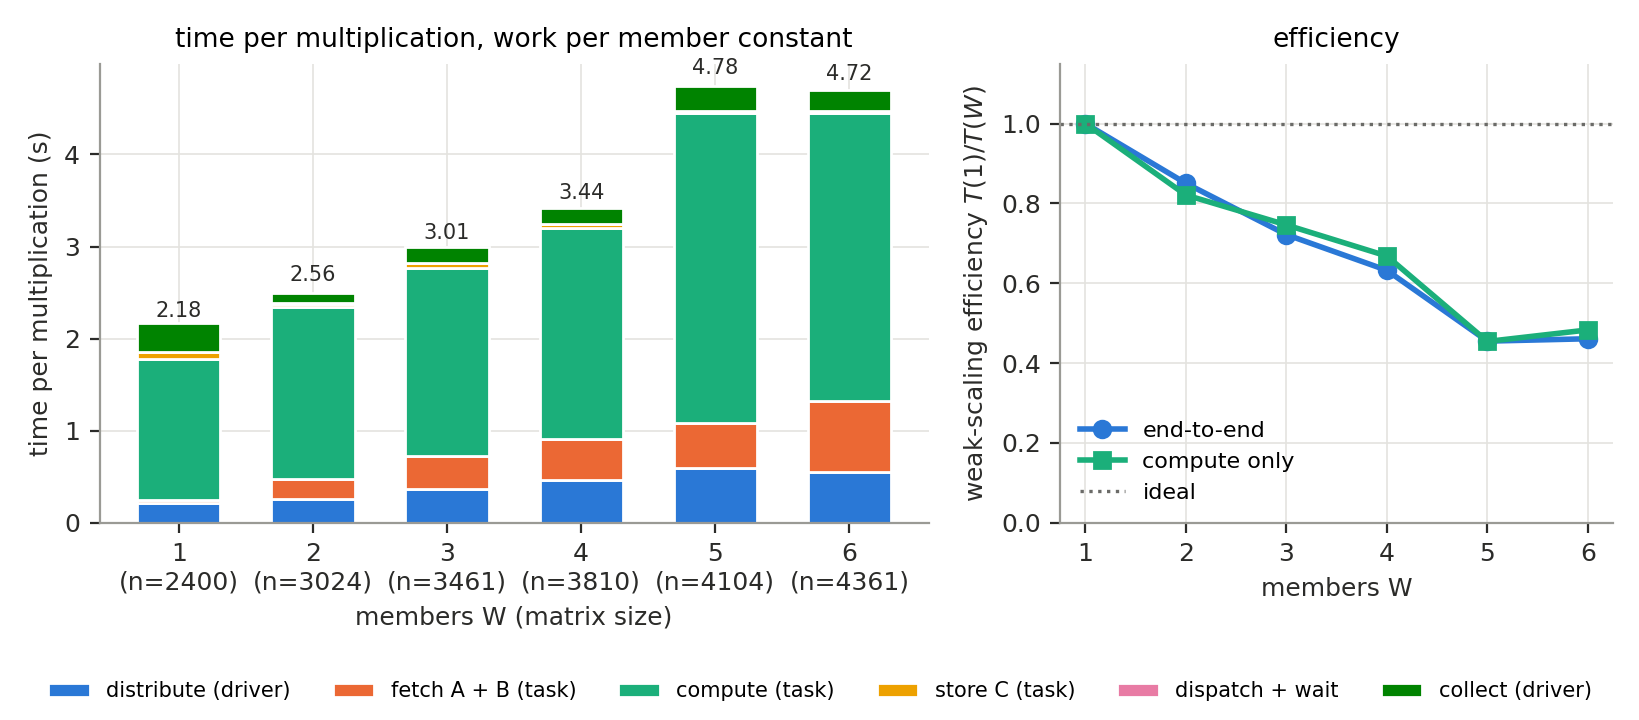 time per multiplication, work per member constant
time per multiplication (s)
4
3
2
1
0
2.18
2.56
3.01
3.44
4.78
4.72
1 2 3 4 5 6
(n=2400) (n=3024) (n=3461) (n=3810) (n=4104) (n=4361)
members W (matrix size)
efficiency
weak-scaling efficiency T(1)/T(W)
1.0
0.8
0.6
0.4
0.2
0.0
end-to-end
compute only
ideal
1 2 3 4 5 6
members W
distribute (driver) fetch A + B (task) compute (task) store C (task) dispatch + wait collect (driver)